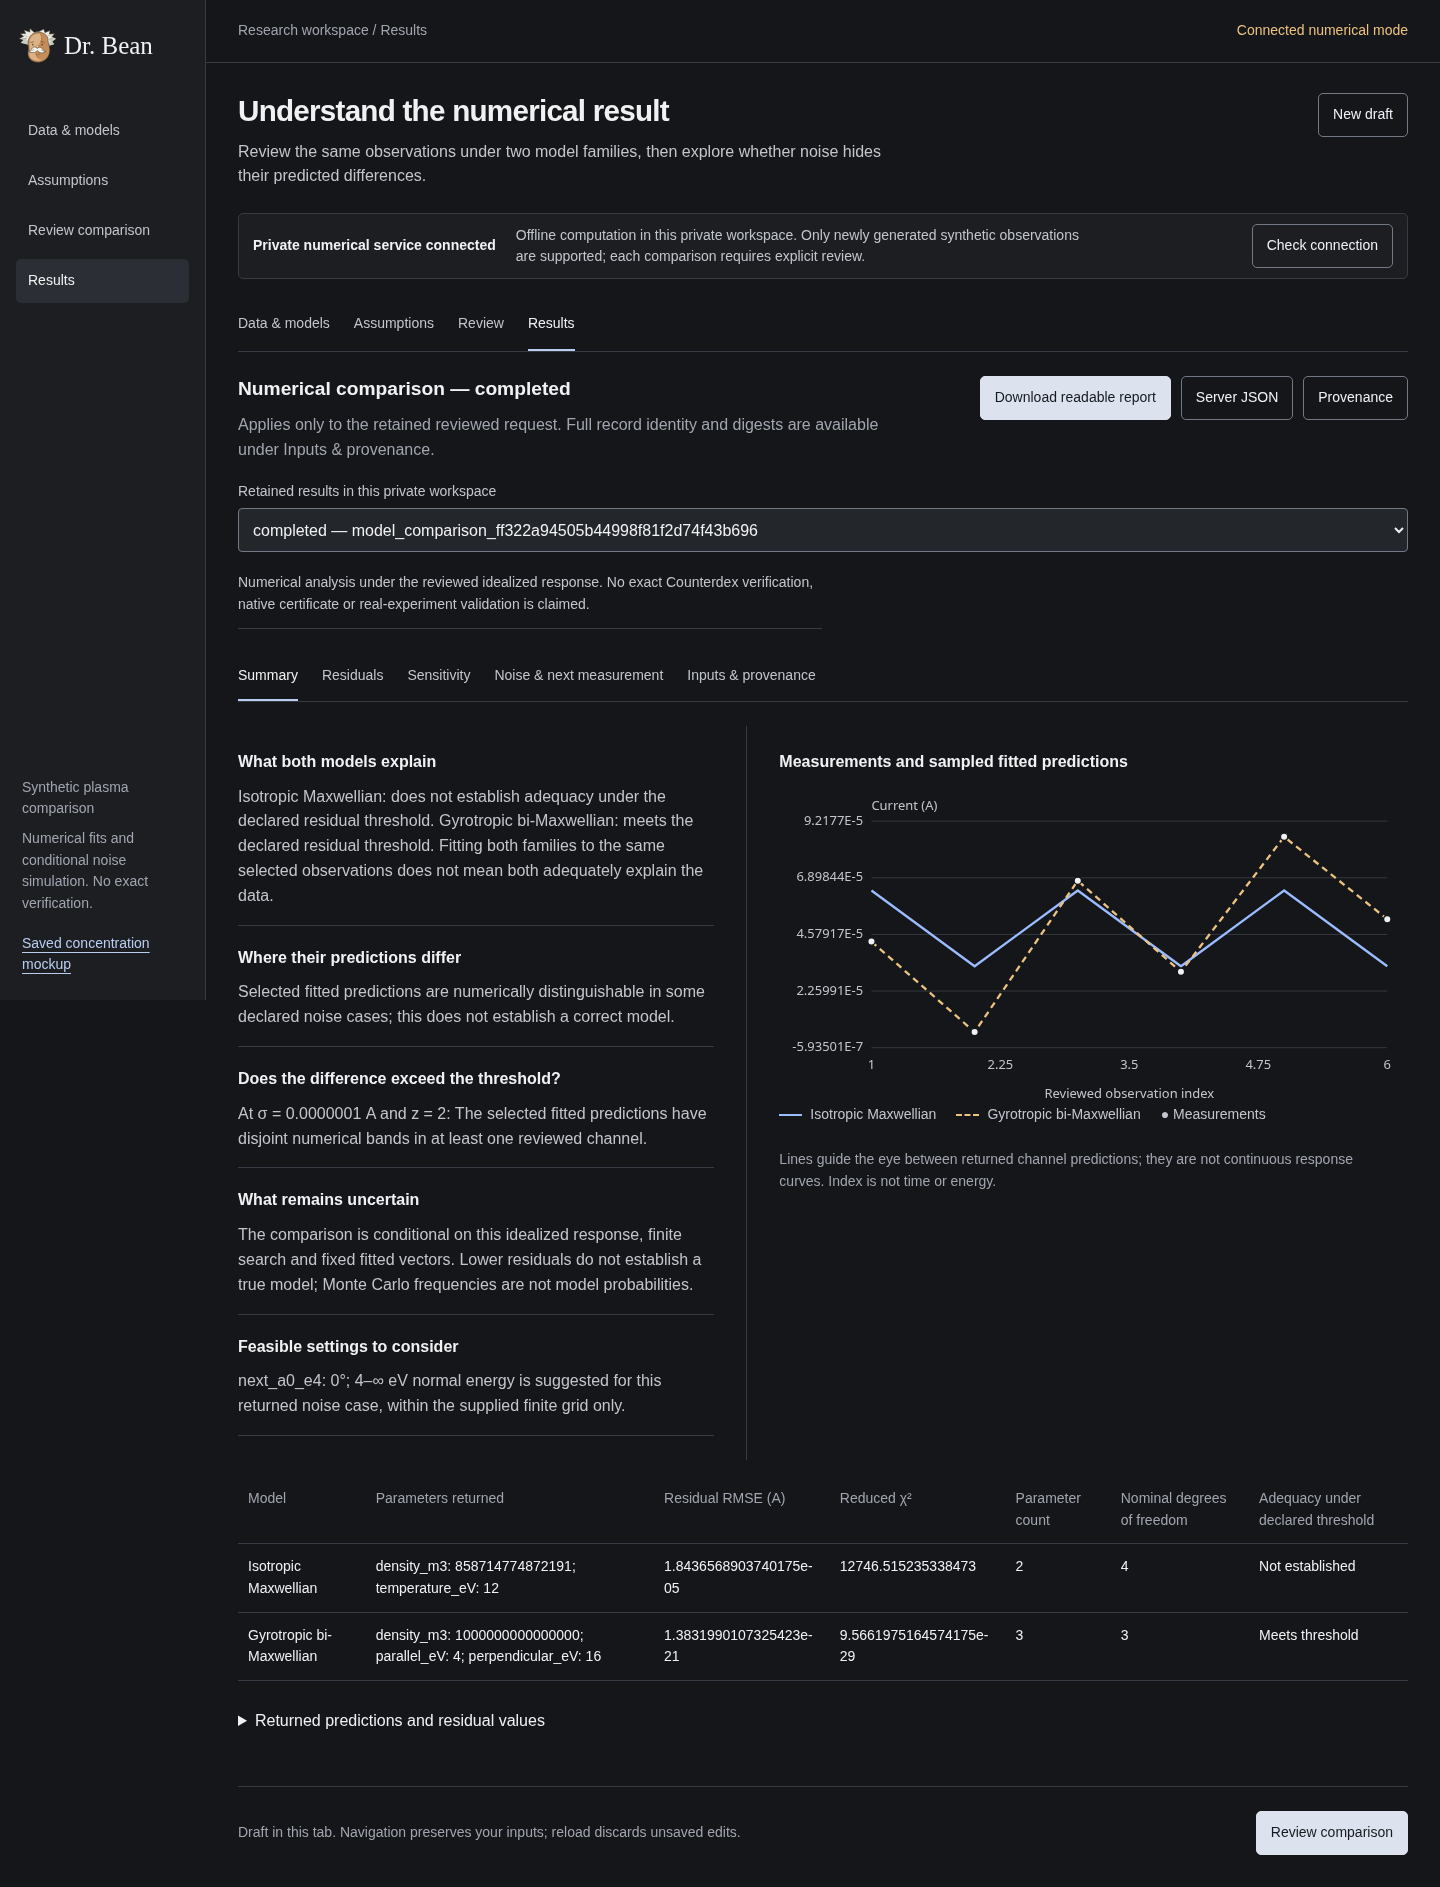 Dr. Bean
Data & models
Assumptions
Review comparison
Results
Synthetic plasma
comparison
Numerical fits and
conditional noise
simulation. No exact
verification.
Saved concentration
mockup
Research workspace / Results
Connected numerical mode
Understand the numerical result
New draft
Review the same observations under two model families, then explore whether noise hides
their predicted differences.
Private numerical service connected
Offline computation in this private workspace. Only newly generated synthetic observations
are supported; each comparison requires explicit review.
Check connection
Data & models Assumptions Review Results
Numerical comparison — completed
Download readable report
Server JSON
Provenance
Applies only to the retained reviewed request. Full record identity and digests are available
under Inputs & provenance.
Retained results in this private workspace
completed — model_comparison_ff322a94505b44998f81f2d74f43b696
Numerical analysis under the reviewed idealized response. No exact Counterdex verification,
native certificate or real-experiment validation is claimed.
Summary Residuals Sensitivity Noise & next measurement Inputs & provenance
What both models explain
Isotropic Maxwellian: does not establish adequacy under the
declared residual threshold. Gyrotropic bi-Maxwellian: meets the
declared residual threshold. Fitting both families to the same
selected observations does not mean both adequately explain the
data.
Where their predictions differ
Selected fitted predictions are numerically distinguishable in some
declared noise cases; this does not establish a correct model.
Does the difference exceed the threshold?
At σ = 0.0000001 A and z = 2: The selected fitted predictions have
disjoint numerical bands in at least one reviewed channel.
What remains uncertain
The comparison is conditional on this idealized response, finite
search and fixed fitted vectors. Lower residuals do not establish a
true model; Monte Carlo frequencies are not model probabilities.
Feasible settings to consider
next_a0_e4: 0°; 4–∞ eV normal energy is suggested for this
returned noise case, within the supplied finite grid only.
Measurements and sampled fitted predictions
Current (A)
9.2177E-5
6.89844E-5
4.57917E-5
2.25991E-5
-5.93501E-7
1 2.25 3.5 4.75 6
Reviewed observation index
Isotropic Maxwellian Gyrotropic bi-Maxwellian Measurements
Lines guide the eye between returned channel predictions; they are not continuous response
curves. Index is not time or energy.
Model Parameters returned Residual RMSE (A) Reduced χ² Parameter Nominal degrees Adequacy under
count of freedom declared threshold
Isotropic density_m3: 858714774872191; 1.8436568903740175e- 12746.515235338473 2 4 Not established
Maxwellian temperature_eV: 12 05
Gyrotropic bi- density_m3: 1000000000000000; 1.3831990107325423e- 9.5661975164574175e- 3 3 Meets threshold
Maxwellian parallel_eV: 4; perpendicular_eV: 16 21 29
Returned predictions and residual values
Draft in this tab. Navigation preserves your inputs; reload discards unsaved edits.
Review comparison